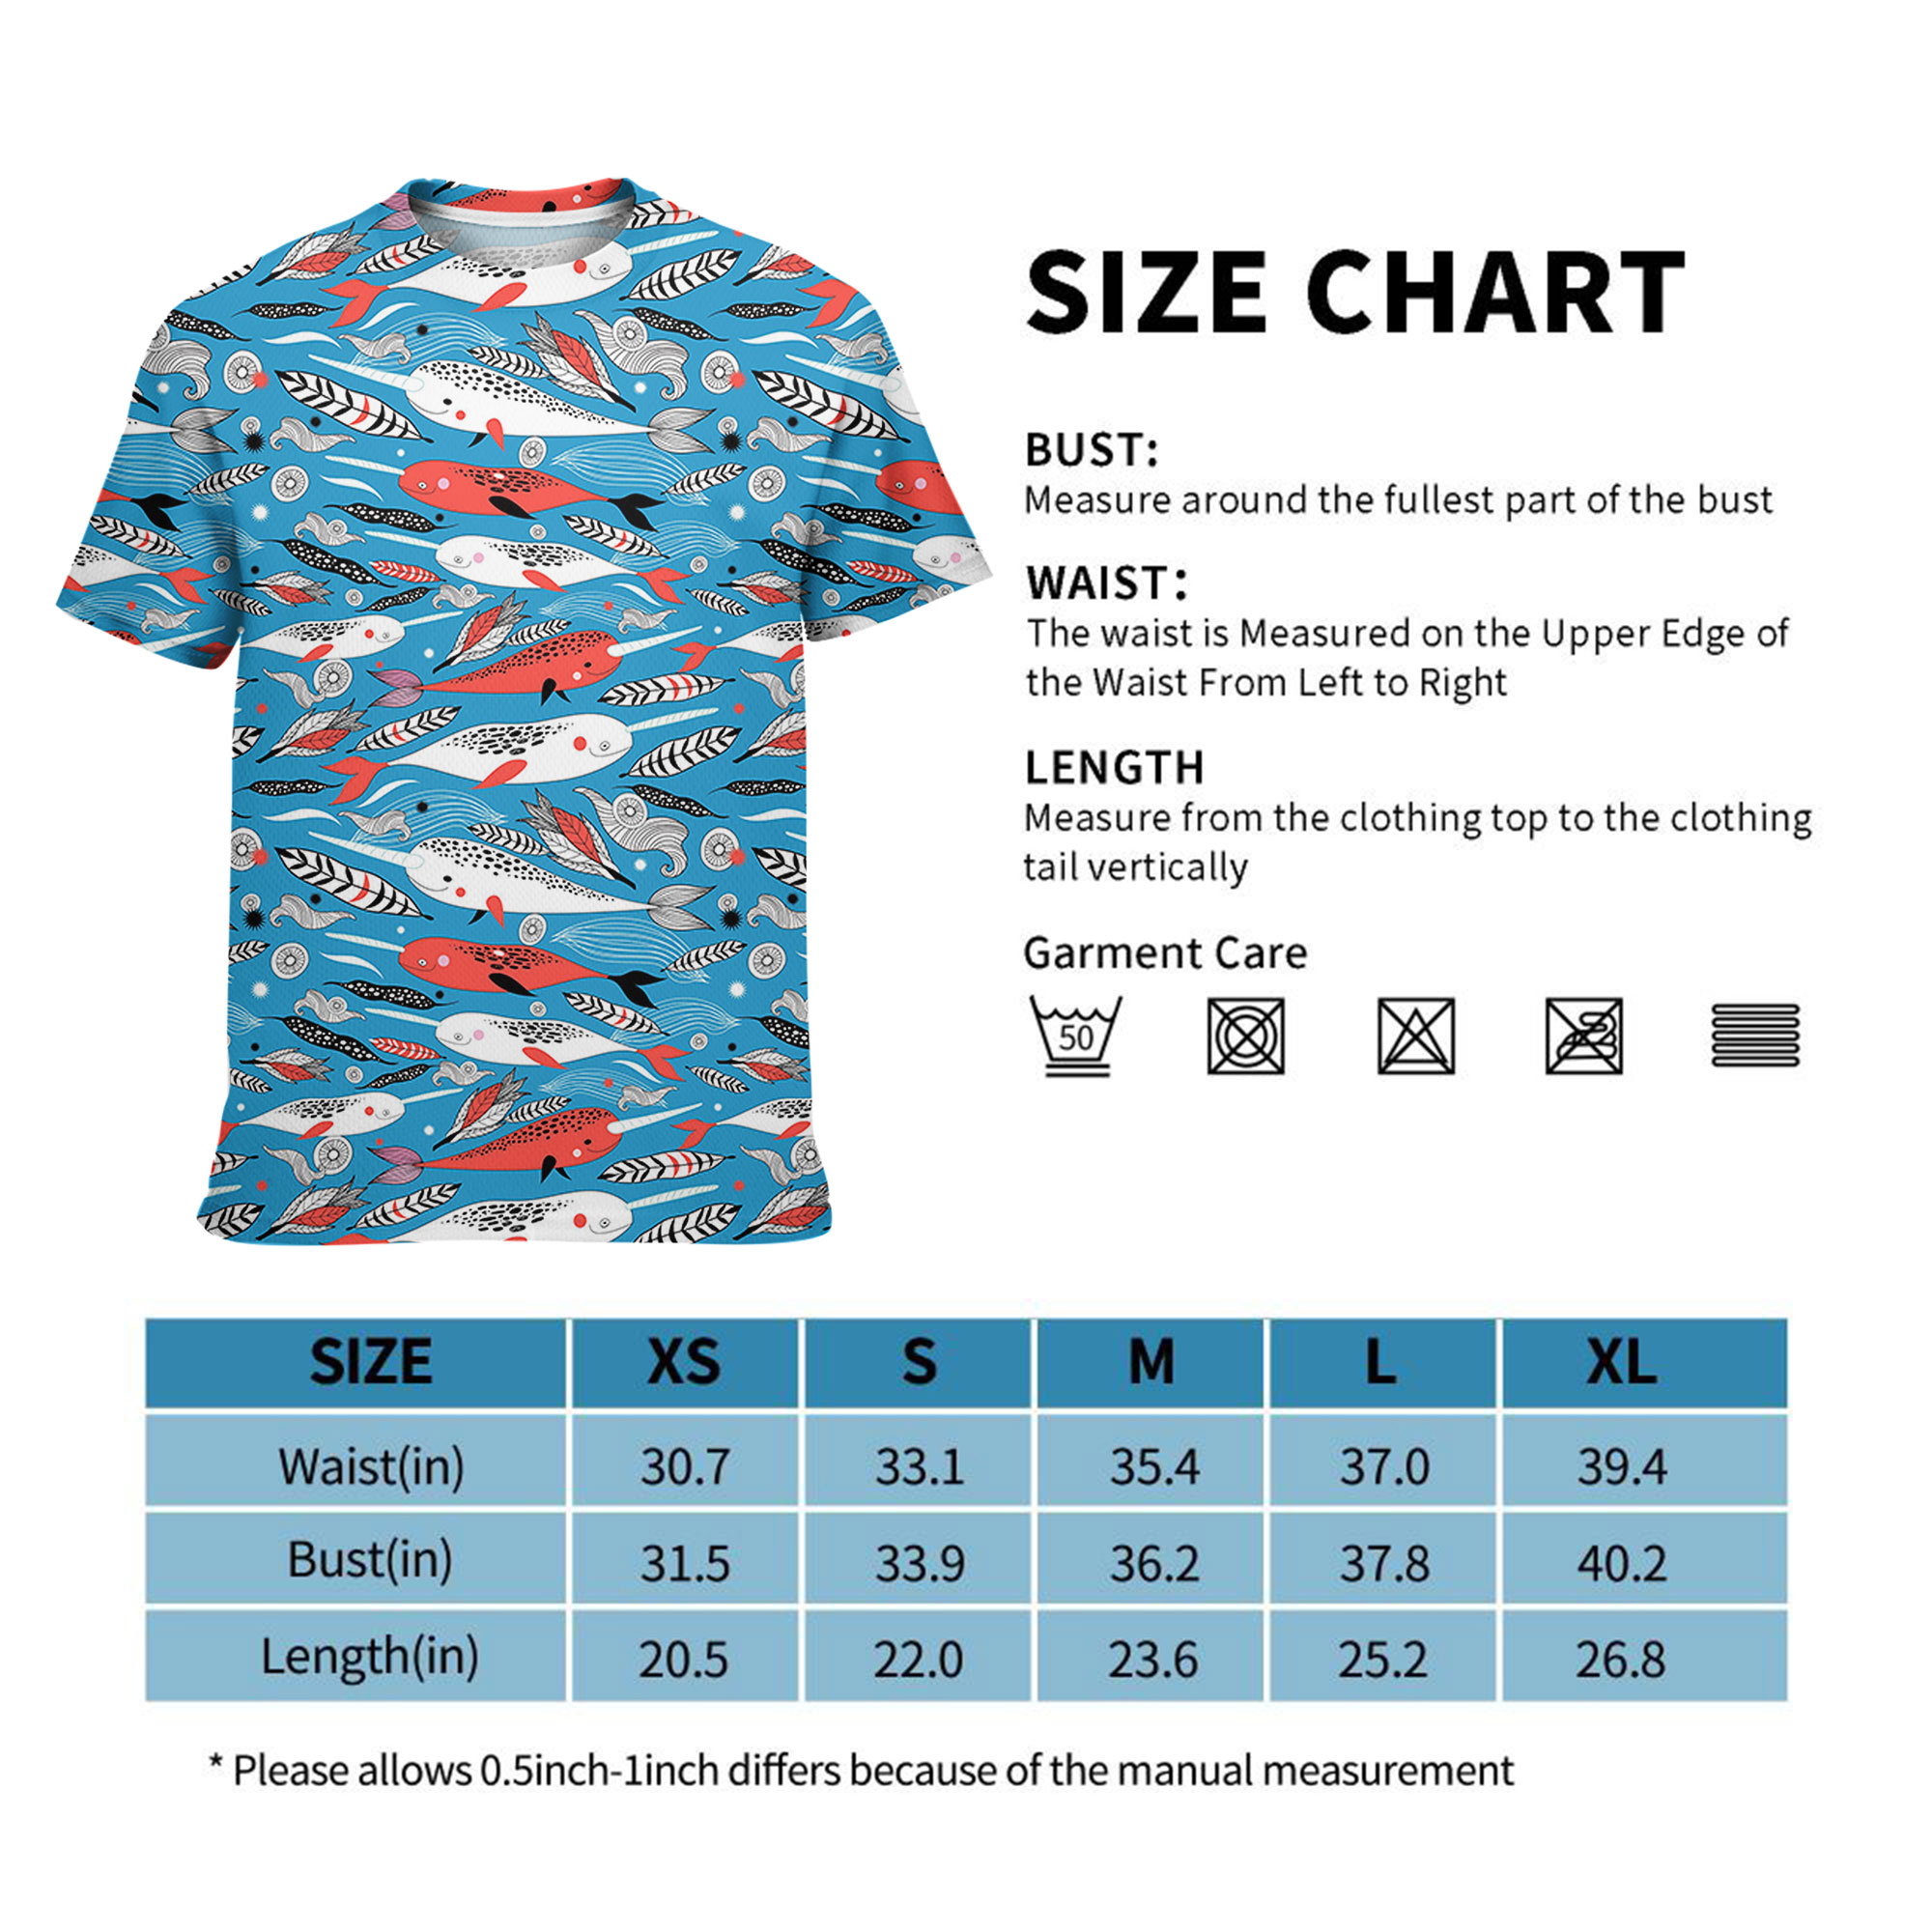 SIZE CHART
BUST:
Measure around the fullest part of the bust
WAIST:
The waist is Measured on the Upper Edge of
the Waist From Left to Right
LENGTH
Measure from the clothing top to the clothing
tail vertically
Garment Care
50
SIZE XS S M L XL
Waist(in) 30.7 33.1 35.4 37.0 39.4
Bust(in) 31.5 33.9 36.2 37.8 40.2
Length(in) 20.5 22.0 23.6 25.2 26.8
* Please allows 0.5inch-1inch differs because of the manual measurement